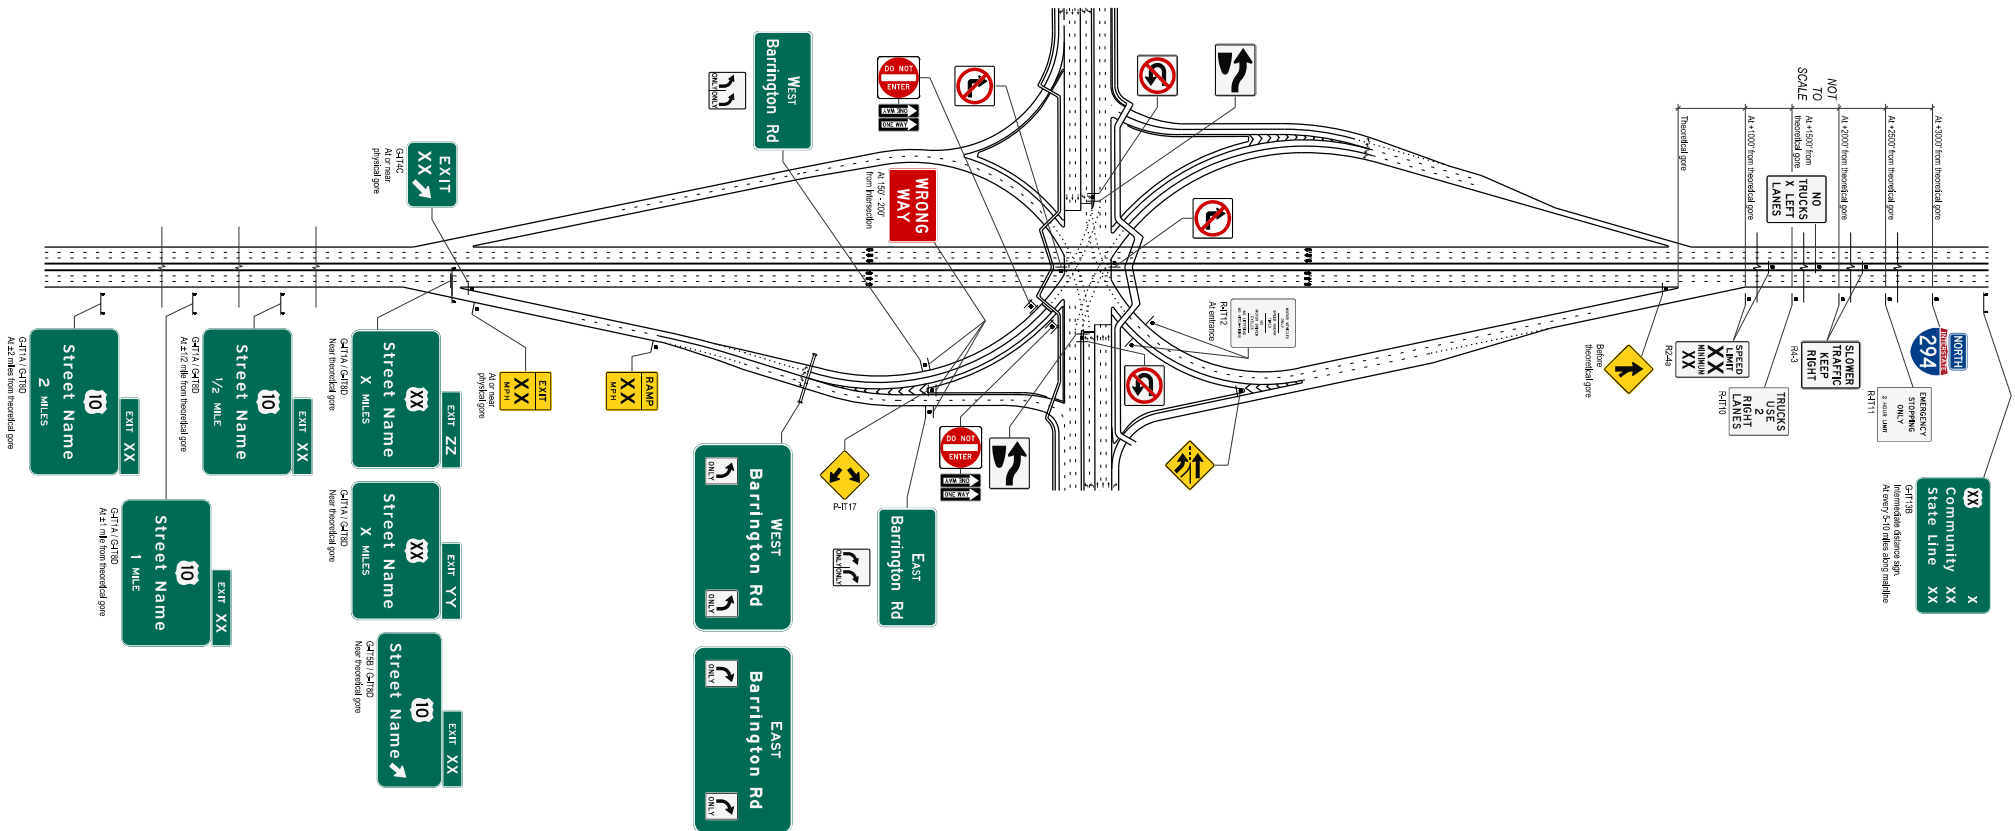 NOT
TO
SCALE
Theoretical gore
At +1000' from theoretical gore
At +1500' from
theoretical gore
At +2000' from theoretical gore
At +2500' from theoretical gore
At +3000' from theoretical gore
NO
TRUCKS
X LEFT
LANES
WEST
Barrington Rd
ONLY
ONLY
DO NOT
ENTER
ONE WAY
ONE WAY
EXIT
XX
G-IT4C
At or near
physical gore
WRONG
WAY
At 150' - 200'
from intersection
R-IT12
At entrance
Before
theoretical gore
SPEED
LIMIT
XX
MINIMUM
XX
R2-4a
TRUCKS
USE 2
RIGHT
LANES
R-IT10
SLOWER
TRAFFIC
KEEP
RIGHT
R4-3
EMERGENCY
STOPPING
ONLY
2 HOUR LIMIT
R-IT11
NORTH
INTERSTATE
294
XX
X
Community XX
State Line XX
G-IT13B
Intermediate distance sign.
At every 5-10 miles along mainline
EXIT XX
10
Street Name
2 MILES
G-IT1A / G-IT8D
At ±2 miles from theoretical gore
EXIT XX
10
Street Name
1 MILE
G-IT1A / G-IT8D
At ±1 mile from theoretical gore
EXIT XX
10
Street Name
1/2 MILE
G-IT1A / G-IT8D
At ±1/2 mile from theoretical gore
EXIT ZZ
XX
Street Name
X MILES
G-IT1A / G-IT8D
Near theoretical gore
EXIT YY
XX
Street Name
X MILES
G-IT1A / G-IT8D
Near theoretical gore
EXIT XX
10
Street Name
G-IT5B / G-IT8D
Near theoretical gore
EXIT
XX
MPH
At or near
physical gore
RAMP
XX
MPH
WEST
Barrington Rd
ONLY
ONLY
EAST
Barrington Rd
ONLY
ONLY
P-IT17
EAST
Barrington Rd
ONLY
ONLY
DO NOT
ENTER
ONE WAY
ONE WAY